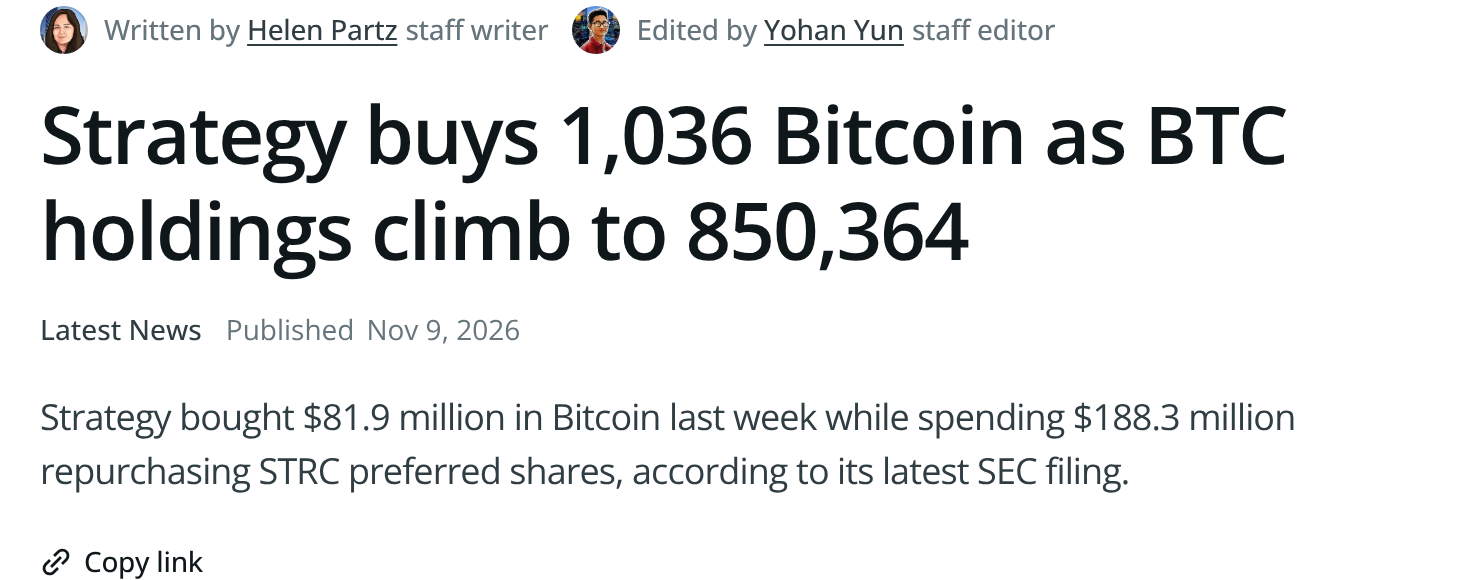 Written by Helen Partz staff writer Edited by Yohan Yun staff editor
Strategy buys 1,036 Bitcoin as BTC
holdings climb to 850,364
Latest News Published Nov 9, 2026
Strategy bought $81.9 million in Bitcoin last week while spending $188.3 million
repurchasing STRC preferred shares, according to its latest SEC filing.
Copy link